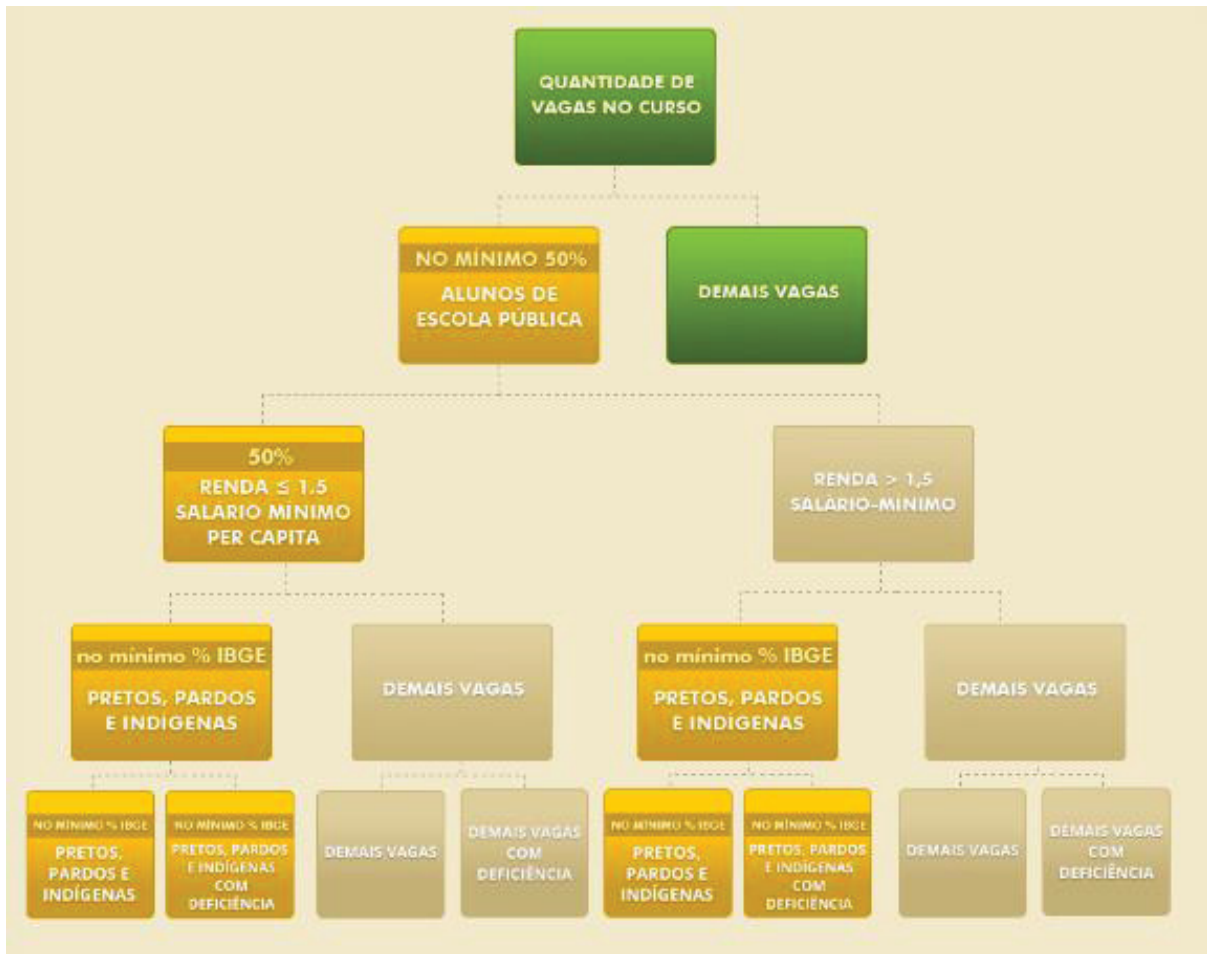 QUANTIDADE DE
VAGAS NO CURSO
NO MÍNIMO 50%
ALUNOS DE
ESCOLA PÚBLICA
DEMAIS VAGAS
50%
RENDA ≤ 1.5
SALÁRIO MÍNIMO
PER CAPITA
RENDA > 1,5
SALÁRIO-MÍNIMO
no mínimo % IBGE
PRETOS, PARDOS
E INDÍGENAS
DEMAIS VAGAS
no mínimo % IBGE
PRETOS, PARDOS
E INDÍGENAS
DEMAIS VAGAS
NO MÍNIMO % IBGE
PRETOS,
PARDOS E
INDÍGENAS
NO MÍNIMO % IBGE
PRETOS, PARDOS
E INDÍGENAS
COM
DEFICIÊNCIA
DEMAIS VAGAS
DEMAIS VAGAS
COM
DEFICIÊNCIA
NO MÍNIMO % IBGE
PRETOS,
PARDOS E
INDÍGENAS
NO MÍNIMO % IBGE
PRETOS, PARDOS
E INDÍGENAS
COM
DEFICIÊNCIA
DEMAIS VAGAS
DEMAIS VAGAS
COM
DEFICIÊNCIA